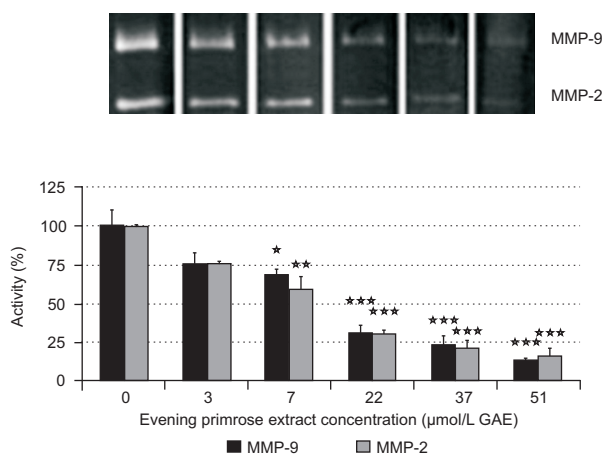 MMP-9
MMP-2
125
100
75
50
25
0
Activity (%)
★
★★
★★★
★★★
★★★
★★★
★★★
★★★
0 3 7 22 37 51
Evening primrose extract concentration (μmol/L GAE)
MMP-9 MMP-2